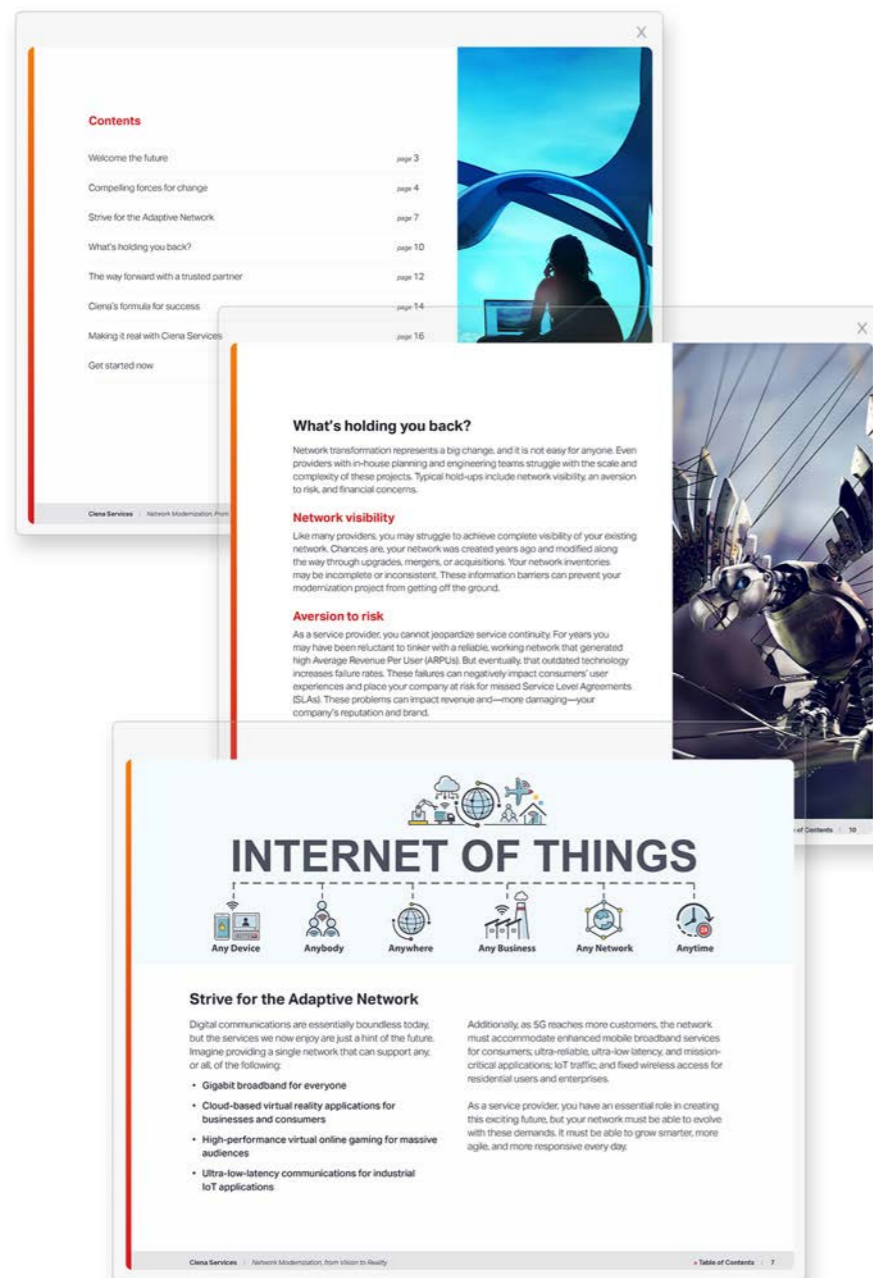 X
Contents
Welcome the future page 3
Compelling forces for change page 4
Strive for the Adaptive Network page 7
What's holding you back? page 10
The way forward with a trusted partner page 12
Ciena's formula for success page 14
Making it real with Ciena Services page 16
Get started now
Ciena Services | Network Modernization, From
X
What's holding you back?
Network transformation represents a big change, and it is not easy for anyone. Even
providers with in-house planning and engineering teams struggle with the scale and
complexity of these projects. Typical hold-ups include network visibility, an aversion
to risk, and financial concerns.
Network visibility
Like many providers, you may struggle to achieve complete visibility of your existing
network. Chances are, your network was created years ago and modified along
the way through upgrades, mergers, or acquisitions. Your network inventories
may be incomplete or inconsistent. These information barriers can prevent your
modernization project from getting off the ground.
Aversion to risk
As a service provider, you cannot jeopardize service continuity. For years you
may have been reluctant to tinker with a reliable, working network that generated
high Average Revenue Per User (ARPUs). But eventually, that outdated technology
increases failure rates. These failures can negatively impact consumers' user
experiences and place your company at risk for missed Service Level Agreements
(SLAs). These problems can impact revenue and—more damaging—your
company's reputation and brand.
of Contents | 10
INTERNET OF THINGS
Any Device Anybody Anywhere Any Business Any Network Anytime
Strive for the Adaptive Network
Digital communications are essentially boundless today,
but the services we now enjoy are just a hint of the future.
Imagine providing a single network that can support any,
or all, of the following:
• Gigabit broadband for everyone
• Cloud-based virtual reality applications for
businesses and consumers
• High-performance virtual online gaming for massive
audiences
• Ultra-low-latency communications for industrial
IoT applications
Additionally, as 5G reaches more customers, the network
must accommodate enhanced mobile broadband services
for consumers; ultra-reliable, ultra-low latency, and mission-
critical applications; IoT traffic; and fixed wireless access for
residential users and enterprises.
As a service provider, you have an essential role in creating
this exciting future, but your network must be able to evolve
with these demands. It must be able to grow smarter, more
agile, and more responsive every day.
Ciena Services | Network Modernization, from Vision to Reality
» Table of Contents | 7